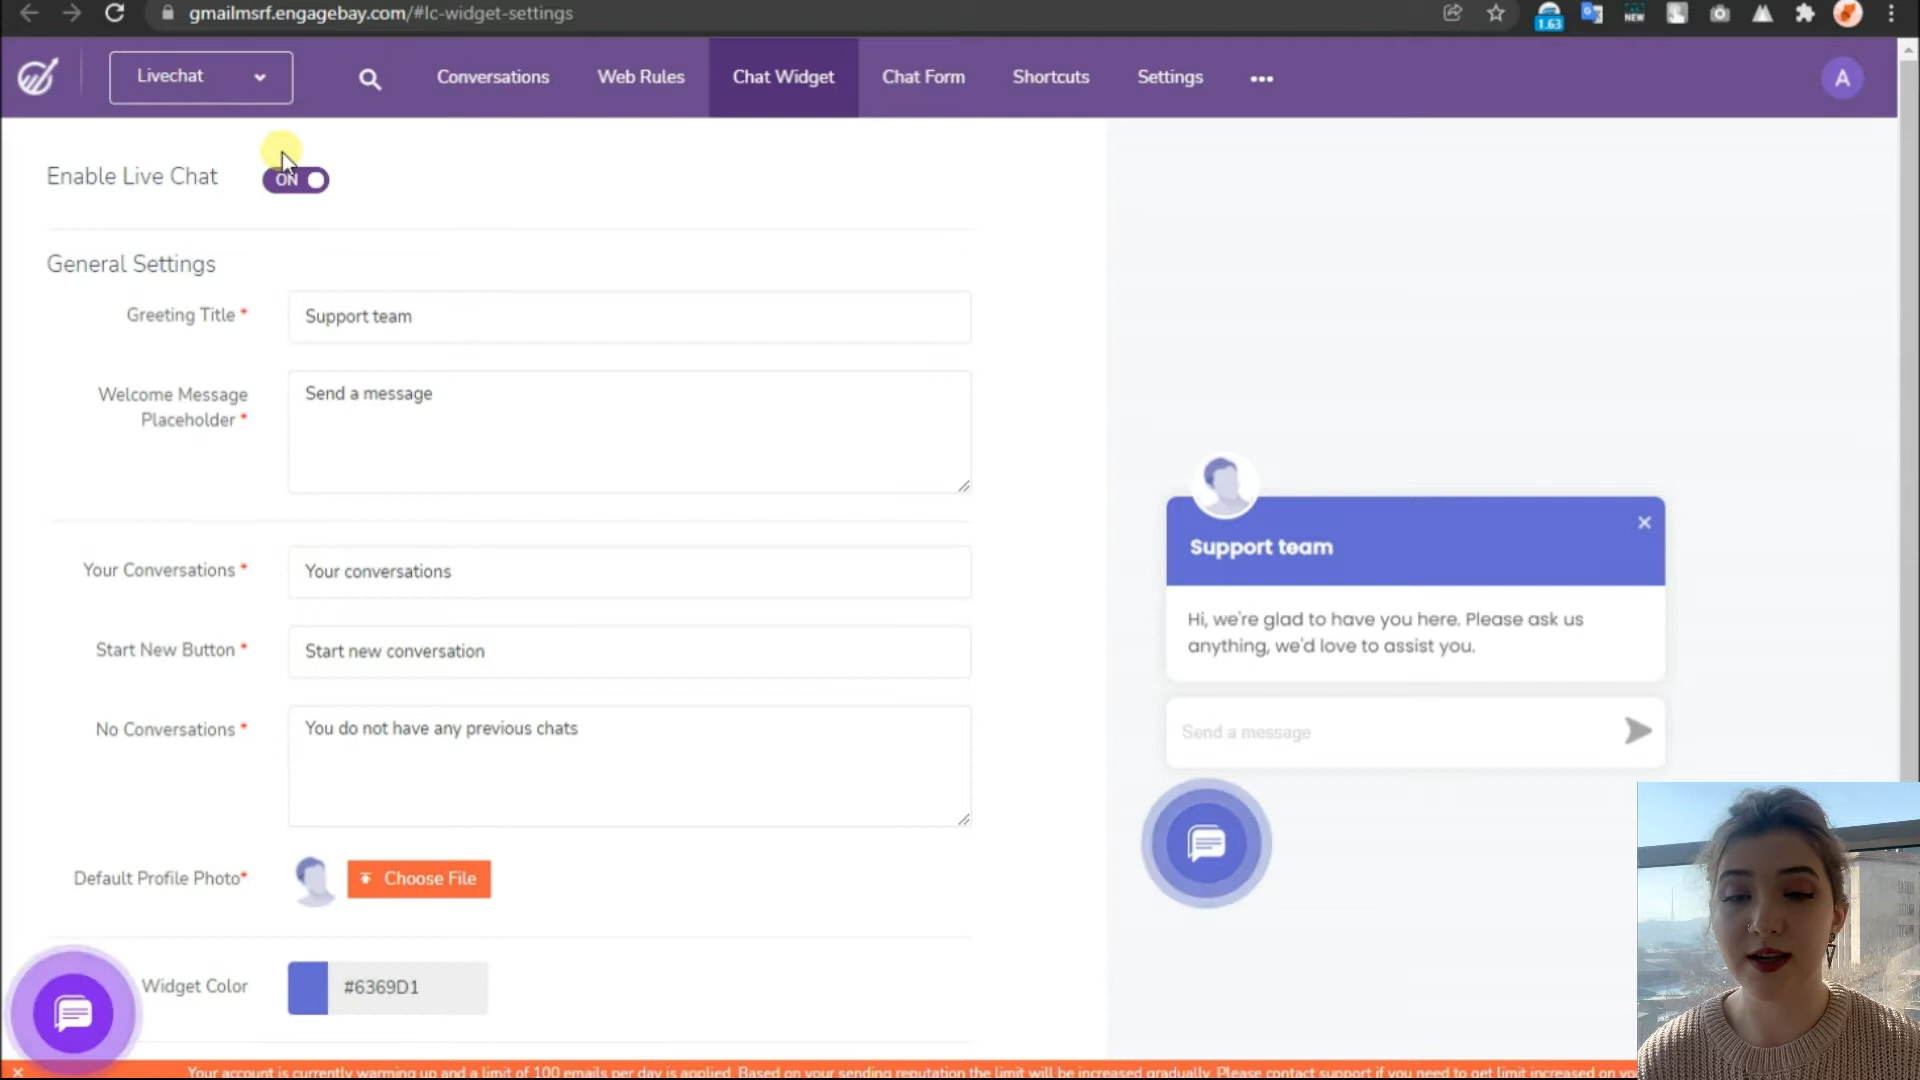 gmailmsrf.engagebay.com/#lc-widget-settings
1.63
NEW
Livechat
Conversations
Web Rules
Chat Widget
Chat Form
Shortcuts
Settings
A
Enable Live Chat
ON
General Settings
Greeting Title *
Support team
Welcome Message
Placeholder *
Send a message
Your Conversations *
Your conversations
Start New Button *
Start new conversation
No Conversations *
You do not have any previous chats
Default Profile Photo*
Choose File
Widget Color
#6369D1
Support team
Hi, we're glad to have you here. Please ask us
anything, we'd love to assist you.
Send a message
Your account is currently warming up and a limit of 100 emails per day is applied. Based on your sending reputation the limit will be increased gradually. Please contact support if you need to get limit increased on